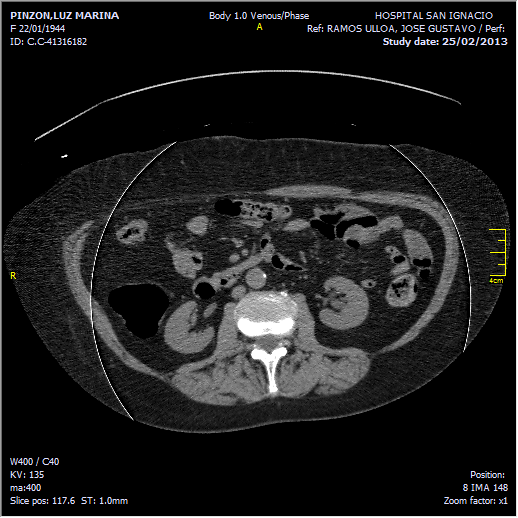 PINZON,LUZ MARINA
F 22/01/1944
ID: C.C-41316182
Body 1.0 Venous/Phase
A
HOSPITAL SAN IGNACIO
Ref: RAMOS ULLOA, JOSE GUSTAVO / Perf:
Study date: 25/02/2013
R
4cm
W400 / C40
KV: 135
ma:400
Slice pos: 117.6 ST: 1.0mm
Position:
8 IMA 148
Zoom factor: x1